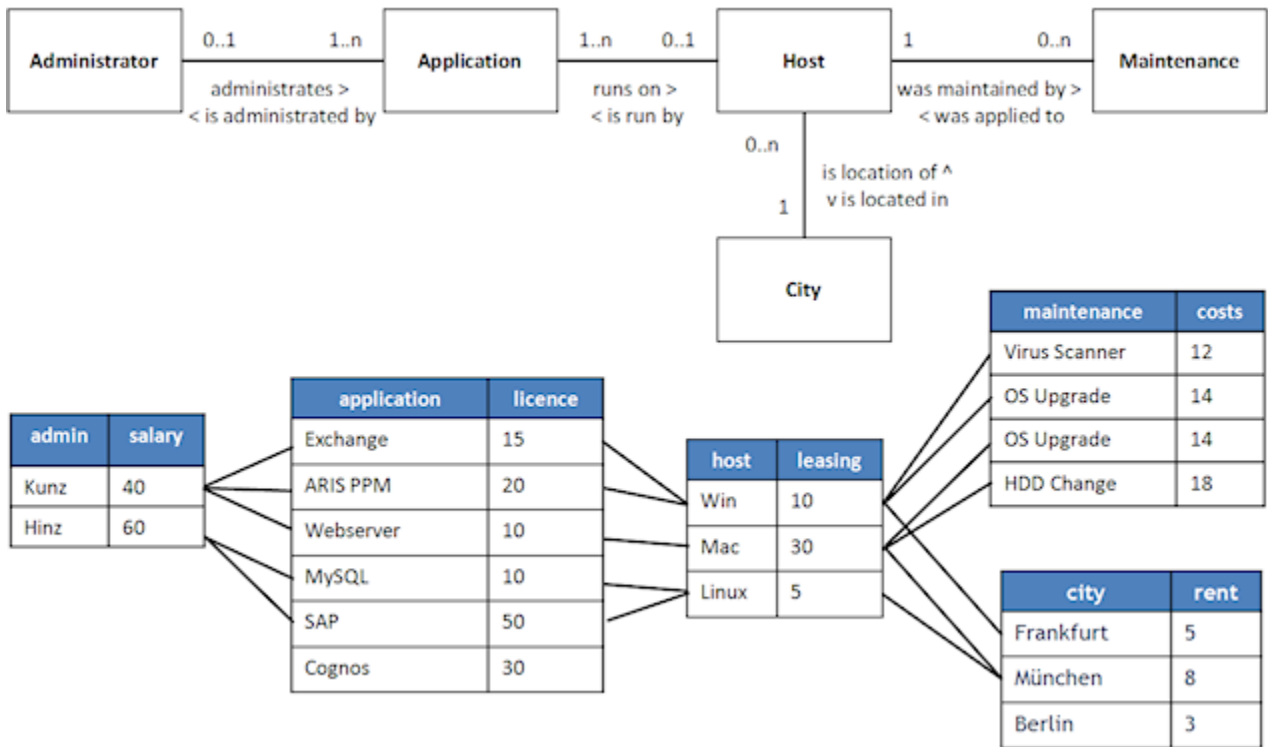 0..1 1..n 1..n 0..1 1 0..n
Administrator Application Host Maintenance
administrates > runs on > was maintained by >
< is administrated by < is run by < was applied to
0..n
is location of ^
v is located in
1
City
maintenance costs
Virus Scanner 12
OS Upgrade 14
OS Upgrade 14
HDD Change 18
application licence
Exchange 15
ARIS PPM 20
Webserver 10
MySQL 10
SAP 50
Cognos 30
admin salary
Kunz 40
Hinz 60
host leasing
Win 10
Mac 30
Linux 5
city rent
Frankfurt 5
München 8
Berlin 3